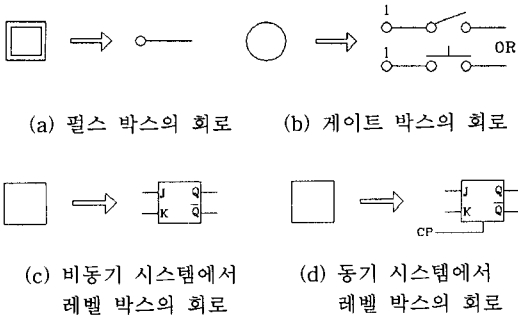 1
1
OR
(a) 펄스 박스의 회로
(b) 게이트 박스의 회로
J Q
K Q̅
J Q
K Q̅
CP
(c) 비동기 시스템에서
레벨 박스의 회로
(d) 동기 시스템에서
레벨 박스의 회로